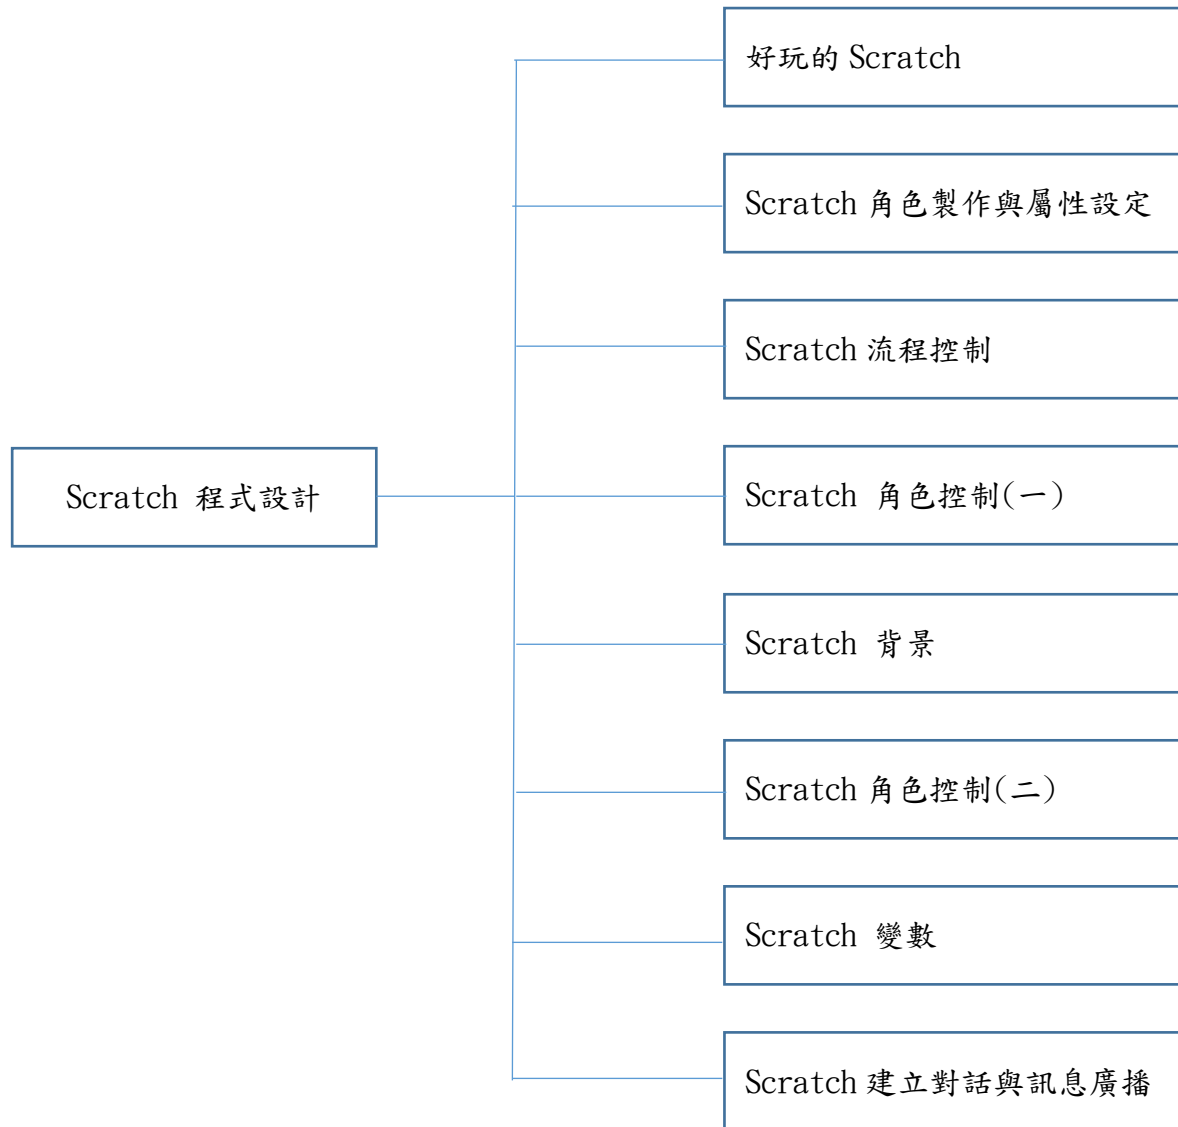 好玩的 Scratch
Scratch 角色製作與屬性設定
Scratch 流程控制
Scratch 程式設計
Scratch 角色控制(一)
Scratch 背景
Scratch 角色控制(二)
Scratch 變數
Scratch 建立對話與訊息廣播